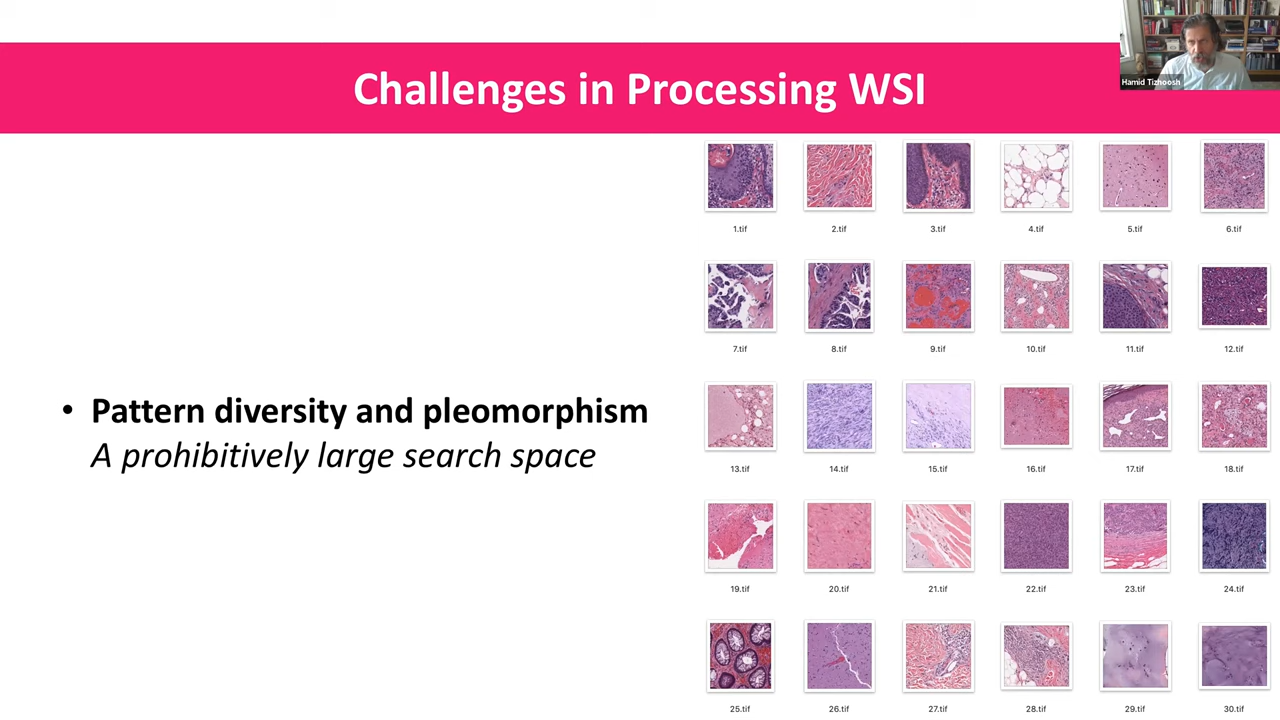 Challenges in Processing WSI
Hamid Tizhoosh
• Pattern diversity and pleomorphism
A prohibitively large search space
1.tif 2.tif 3.tif 4.tif 5.tif 6.tif
7.tif 8.tif 9.tif 10.tif 11.tif 12.tif
13.tif 14.tif 15.tif 16.tif 17.tif 18.tif
19.tif 20.tif 21.tif 22.tif 23.tif 24.tif
25.tif 26.tif 27.tif 28.tif 29.tif 30.tif